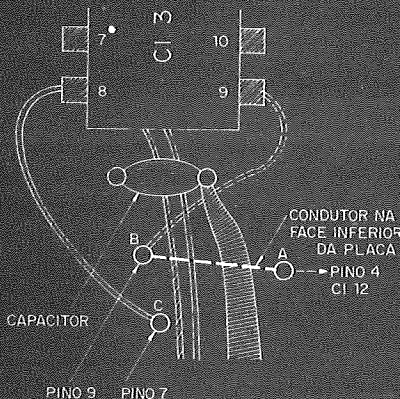 CI 3
7
10
8
9
CONDUTOR NA
FACE INFERIOR
DA PLACA
B
A
PINO 4
CI 12
C
CAPACITOR
PINO 9
PINO 7